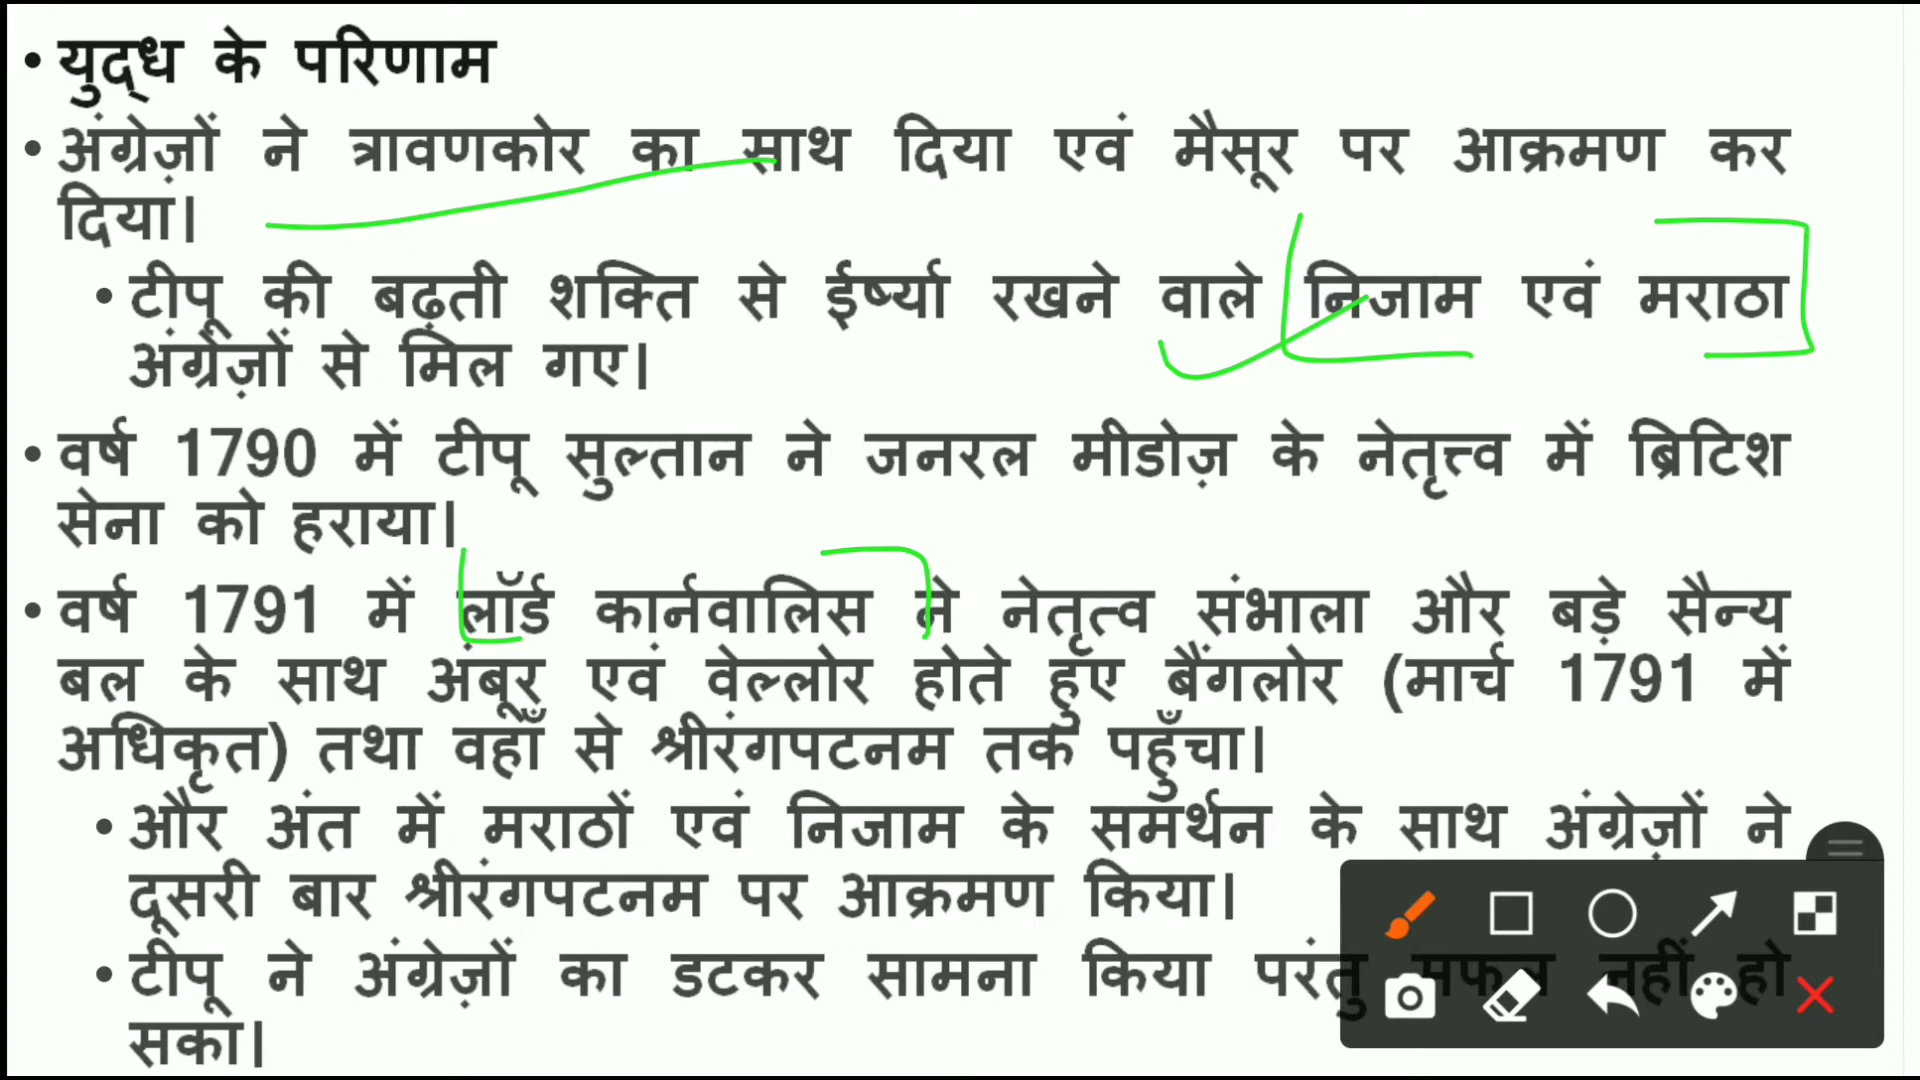 • युद्ध के परिणाम
• अंग्रेज़ों ने त्रावणकोर का साथ दिया एवं मैसूर पर आक्रमण कर
दिया।
• टीपू की बढ़ती शक्ति से ईर्ष्या रखने वाले निजाम एवं मराठा
अंग्रेज़ों से मिल गए।
• वर्ष 1790 में टीपू सुल्तान ने जनरल मीडोज़ के नेतृत्त्व में ब्रिटिश
सेना को हराया।
• वर्ष 1791 में लॉर्ड कार्नवालिस ने नेतृत्व संभाला और बड़े सैन्य
बल के साथ अंबूर एवं वेल्लोर होते हुए बैंगलोर (मार्च 1791 में
अधिकृत) तथा वहाँ से श्रीरंगपटनम तक पहुँचा।
• और अंत में मराठों एवं निजाम के समर्थन के साथ अंग्रेज़ों ने
दूसरी बार श्रीरंगपटनम पर आक्रमण किया।
• टीपू ने अंग्रेज़ों का डटकर सामना किया परंतु सफल नहीं हो
सका।